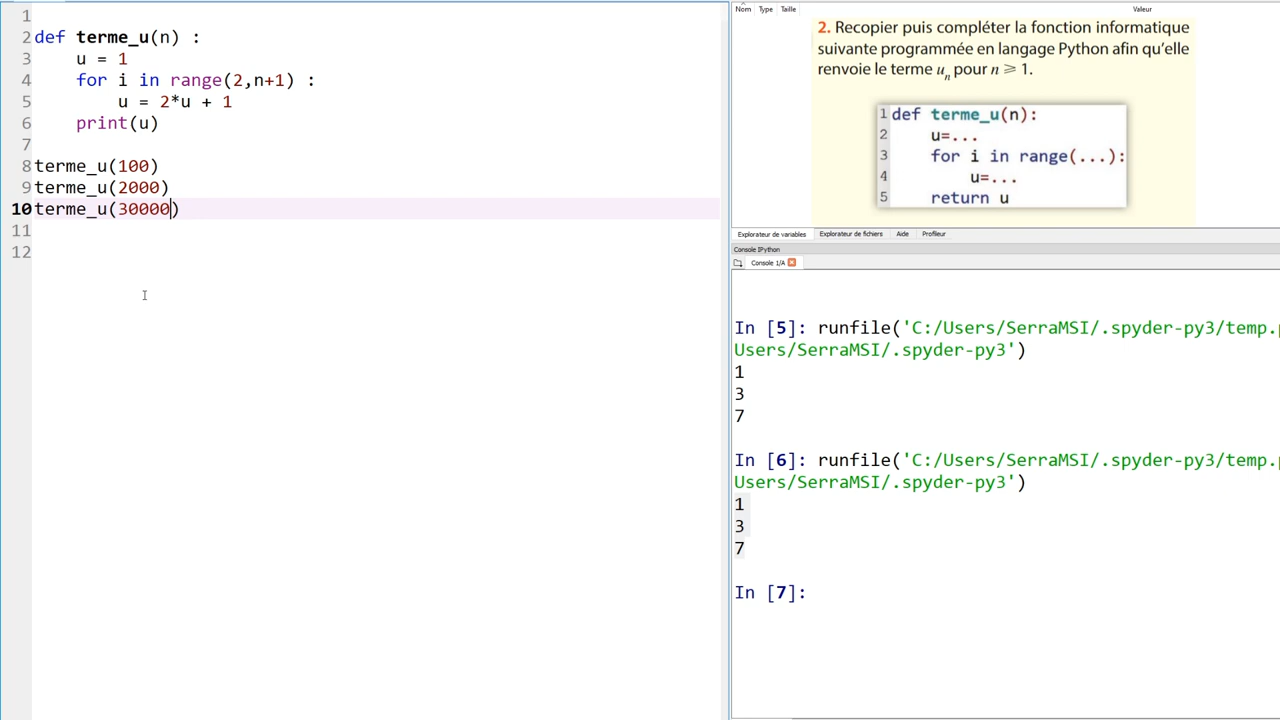 1
2 def terme_u(n) :
3 u = 1
4 for i in range(2,n+1) :
5 u = 2*u + 1
6 print(u)
7
8 terme_u(100)
9 terme_u(2000)
10 terme_u(30000)
11
12
Nom Type Taille Valeur
2. Recopier puis compléter la fonction informatique
suivante programmée en langage Python afin qu'elle
renvoie le terme un pour n ⩾ 1.
1 def terme_u(n):
2 u=...
3 for i in range(...):
4 u=...
5 return u
Explorateur de variables Explorateur de fichiers Aide Profileur
Console IPython
Console 1/A
In [5]: runfile('C:/Users/SerraMSI/.spyder-py3/temp.p
Users/SerraMSI/.spyder-py3')
1
3
7
In [6]: runfile('C:/Users/SerraMSI/.spyder-py3/temp.p
Users/SerraMSI/.spyder-py3')
1
3
7
In [7]: